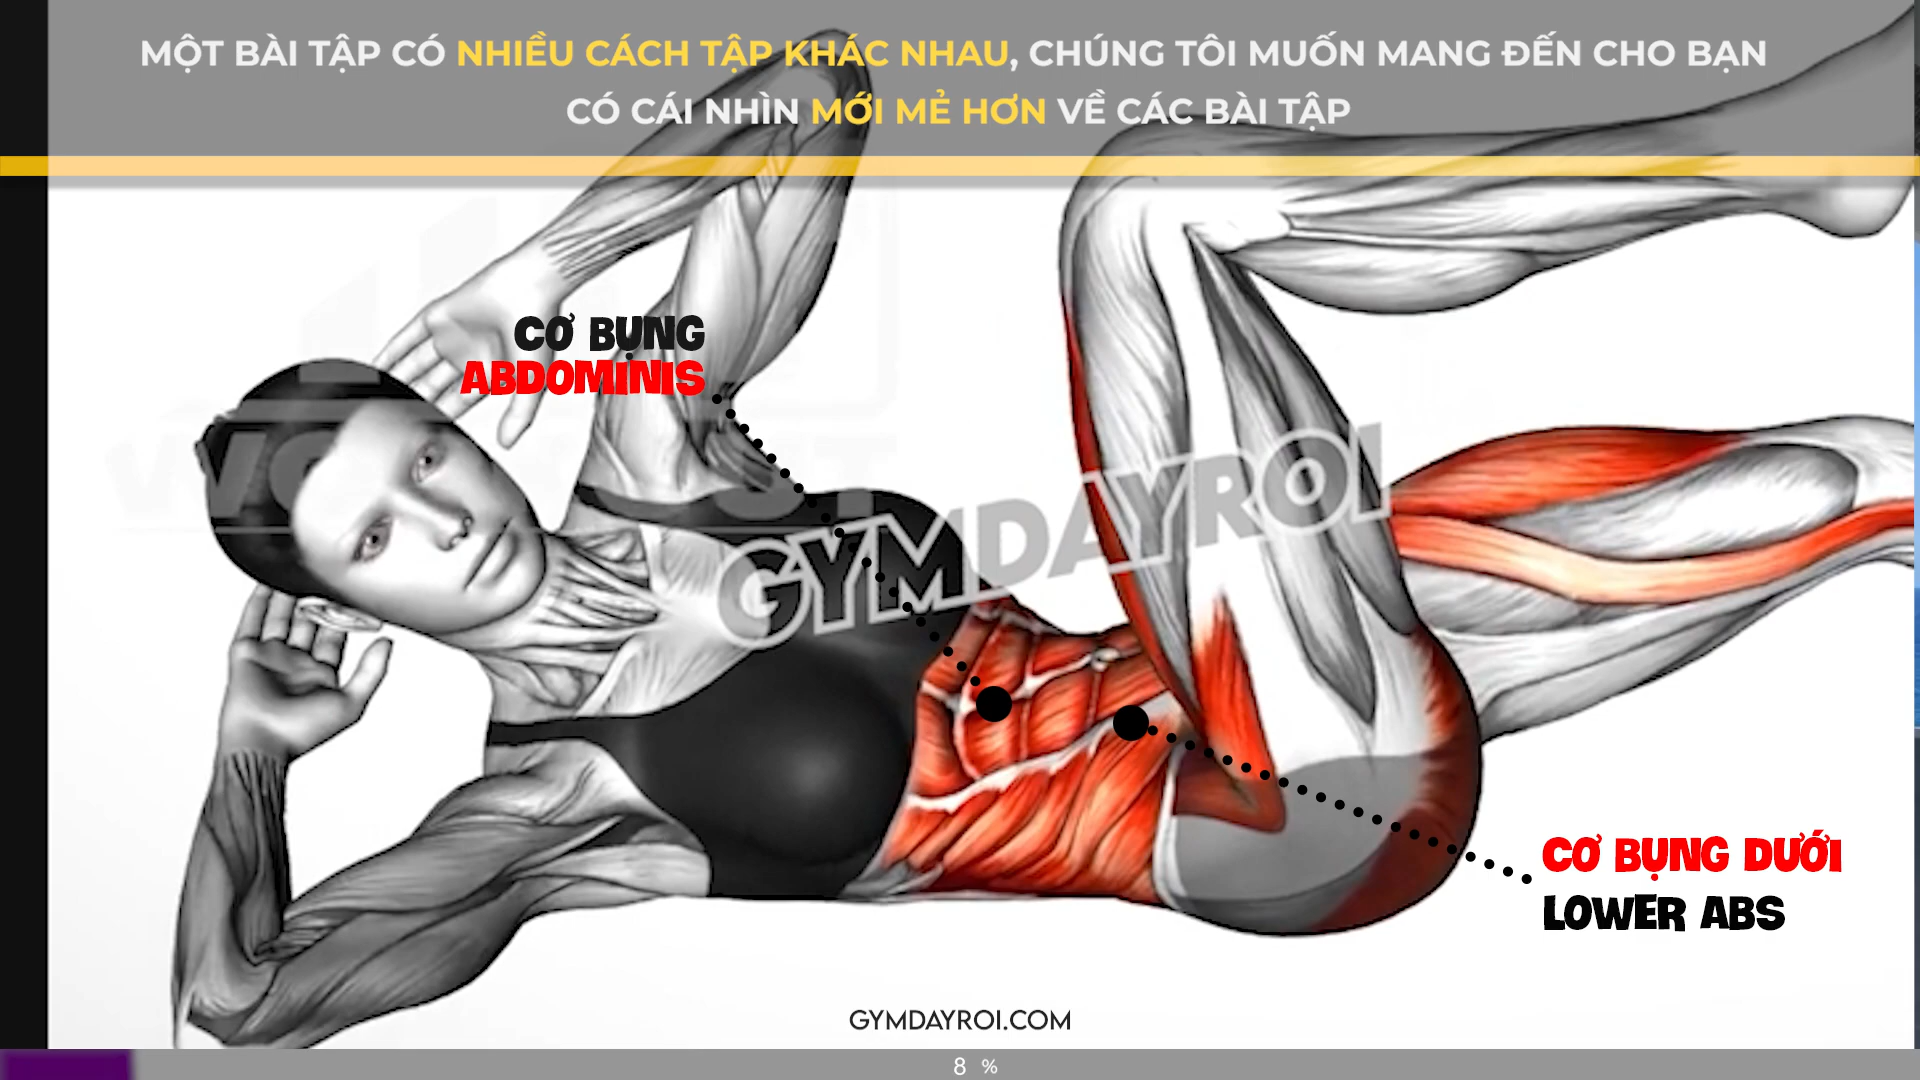 MỘT BÀI TẬP CÓ NHIỀU CÁCH TẬP KHÁC NHAU, CHÚNG TÔI MUỐN MANG ĐẾN CHO BẠN
CÓ CÁI NHÌN MỚI MẺ HƠN VỀ CÁC BÀI TẬP
CƠ BỤNG
ABDOMINIS
GYMDAYROI
CƠ BỤNG DƯỚI
LOWER ABS
GYMDAYROI.COM
8 %